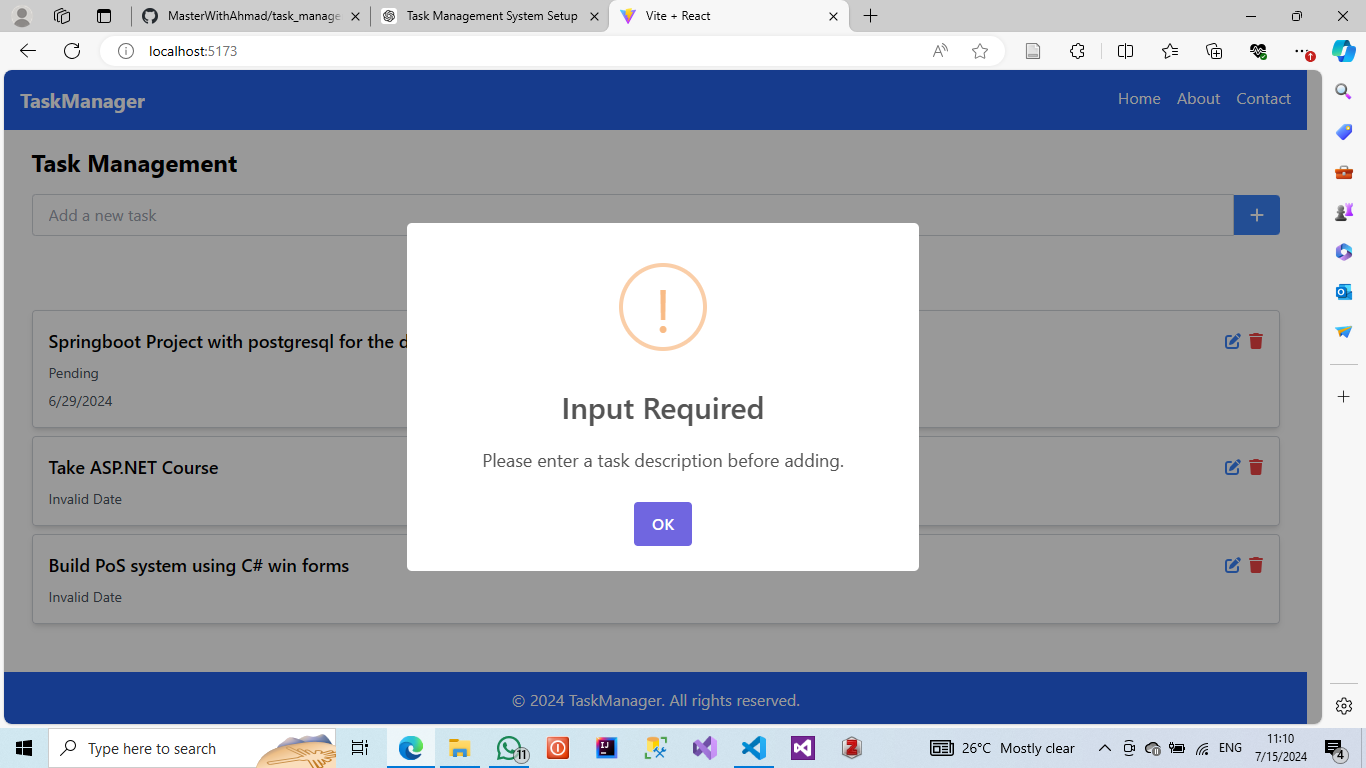 MasterWithAhmad/task_manage
Task Management System Setup
Vite + React
localhost:5173
TaskManager
Home About Contact
Task Management
Add a new task
Springboot Project with postgresql for the d
Pending
6/29/2024
Take ASP.NET Course
Invalid Date
Build PoS system using C# win forms
Invalid Date
!
Input Required
Please enter a task description before adding.
OK
© 2024 TaskManager. All rights reserved.
Type here to search
11
26°C Mostly clear
ENG
11:10
7/15/2024
4